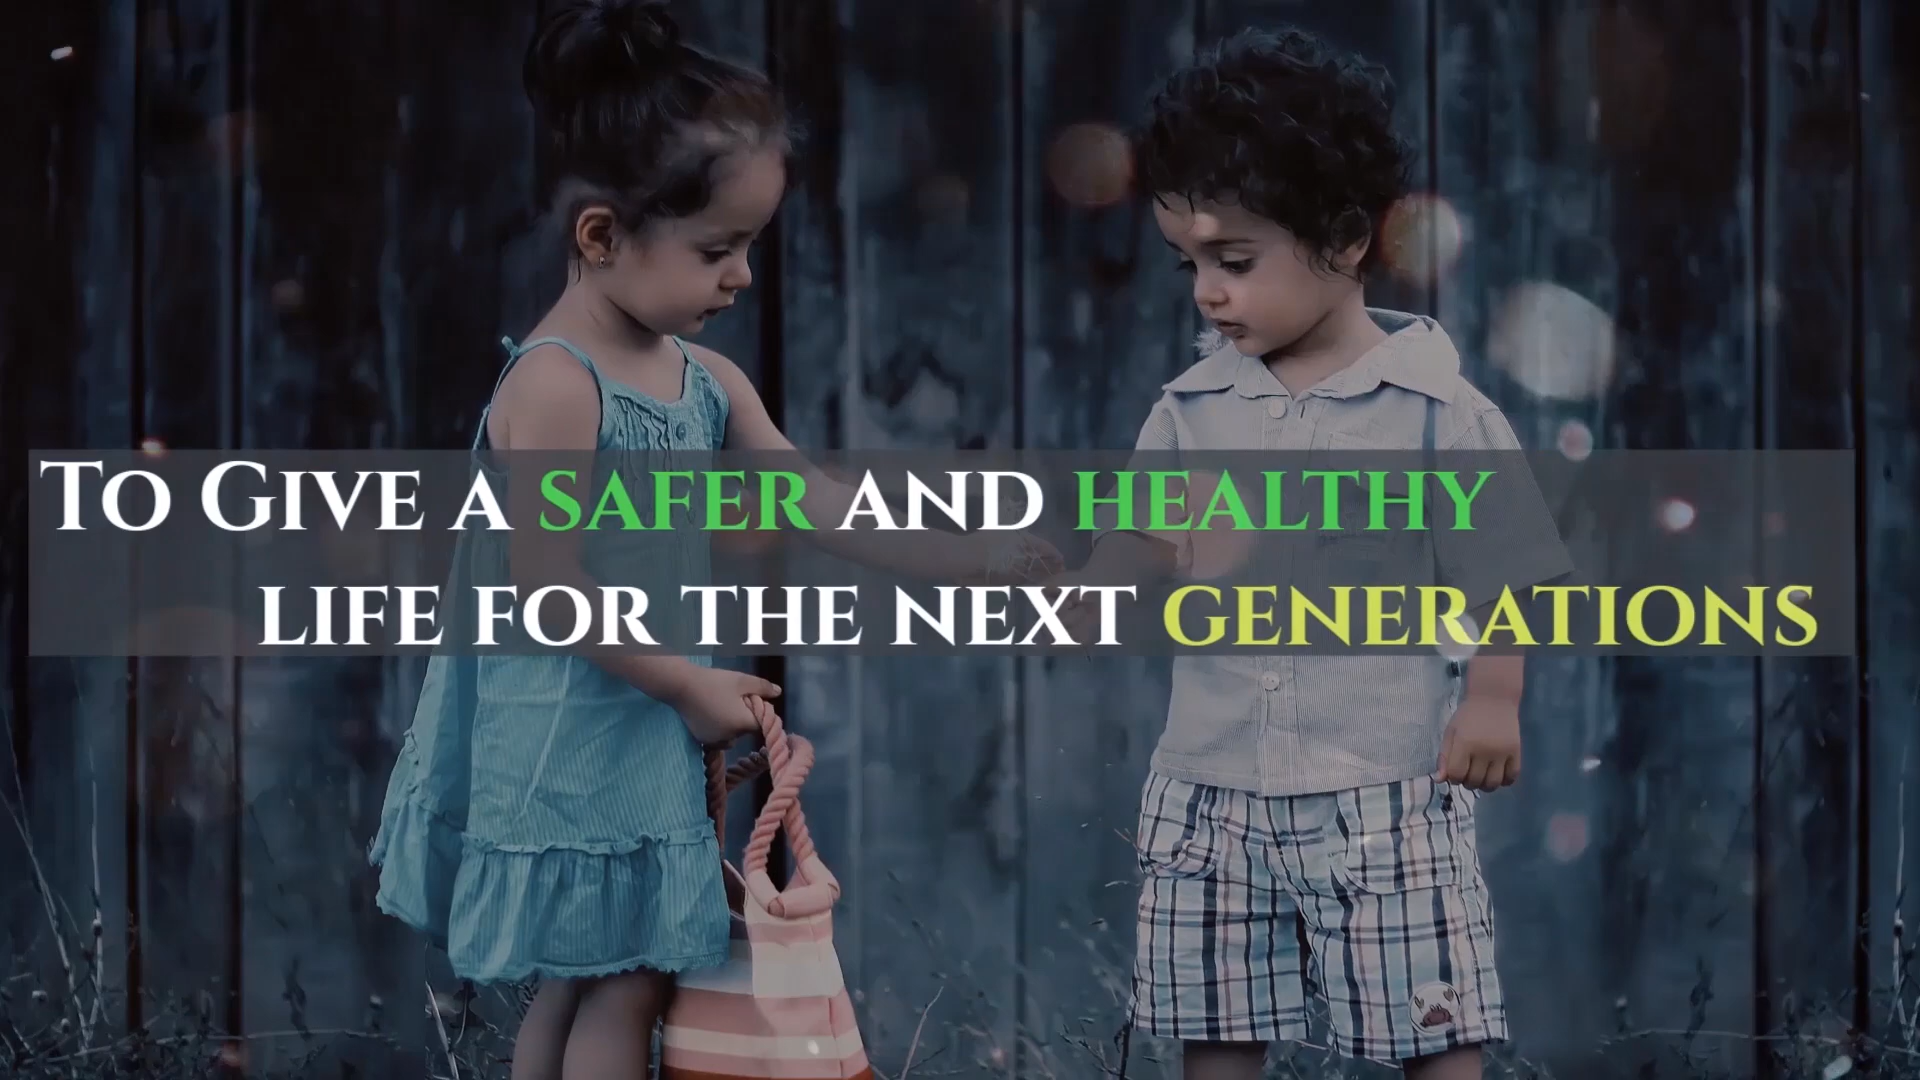 To Give a safer and healthy
life for the next generations